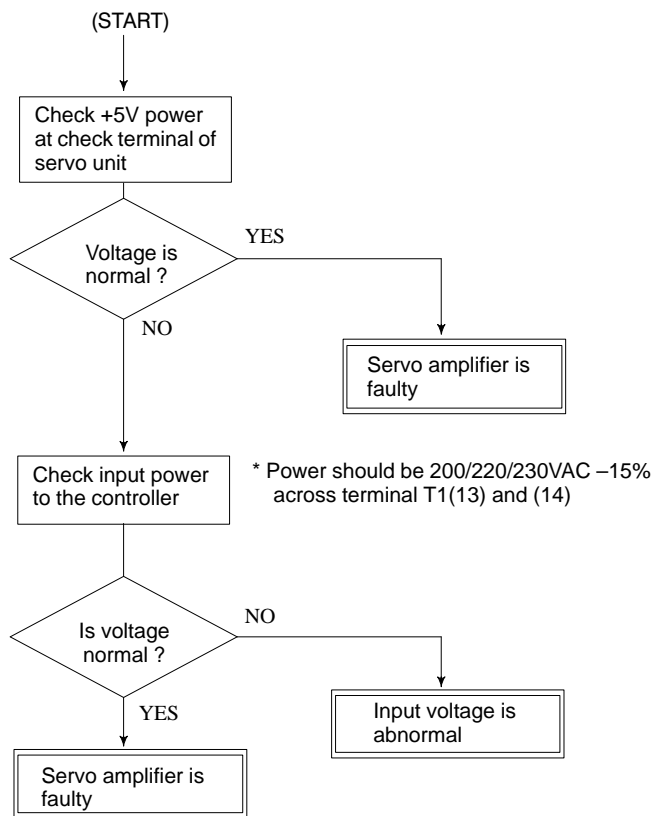 (START)
Check +5V power
at check terminal of
servo unit
Voltage is
normal ?
YES
NO
Servo amplifier is
faulty
Check input power
to the controller
* Power should be 200/220/230VAC –15%
across terminal T1(13) and (14)
Is voltage
normal ?
NO
YES
Input voltage is
abnormal
Servo amplifier is
faulty